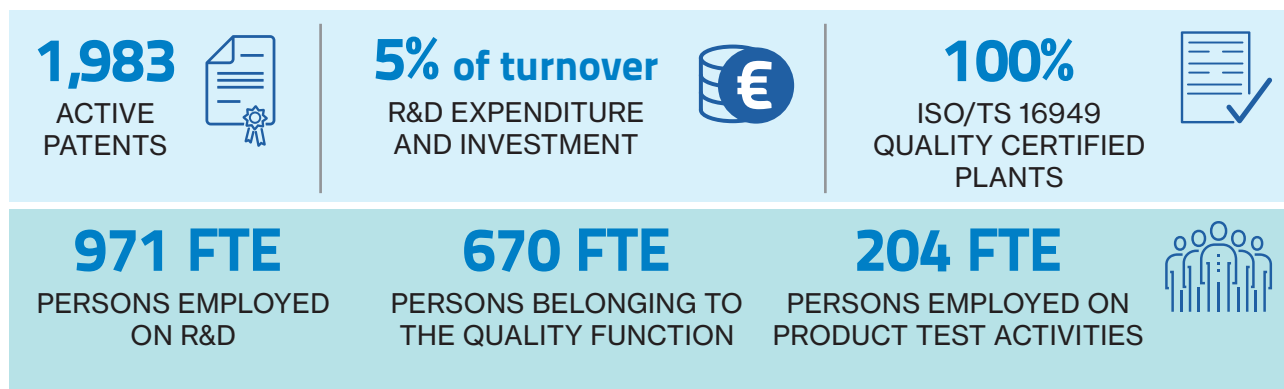 1,983
ACTIVE
PATENTS
5% of turnover
R&D EXPENDITURE
AND INVESTMENT
€
100%
ISO/TS 16949
QUALITY CERTIFIED
PLANTS
971 FTE
PERSONS EMPLOYED
ON R&D
670 FTE
PERSONS BELONGING TO
THE QUALITY FUNCTION
204 FTE
PERSONS EMPLOYED ON
PRODUCT TEST ACTIVITIES